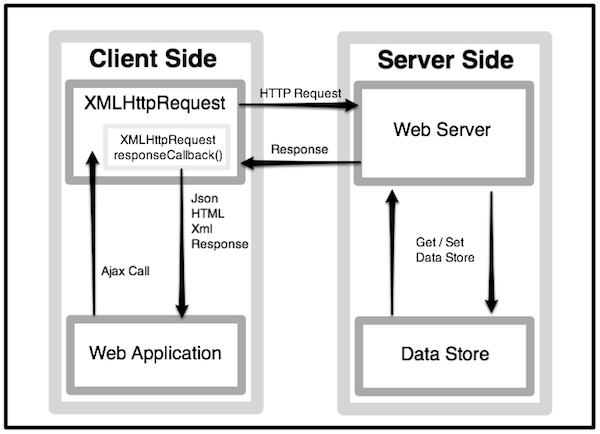 Client Side
XMLHttpRequest
XMLHttpRequest
responseCallback()
Json
HTML
Xml
Response
Ajax Call
Web Application
HTTP Request
Response
Server Side
Web Server
Get / Set
Data Store
Data Store